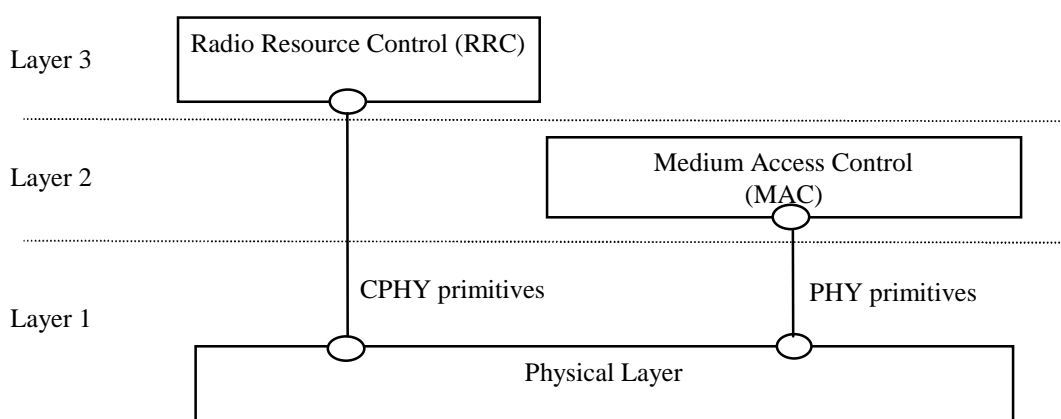 Radio Resource Control (RRC)
Layer 3
Medium Access Control
(MAC)
Layer 2
CPHY primitives
PHY primitives
Layer 1
Physical Layer